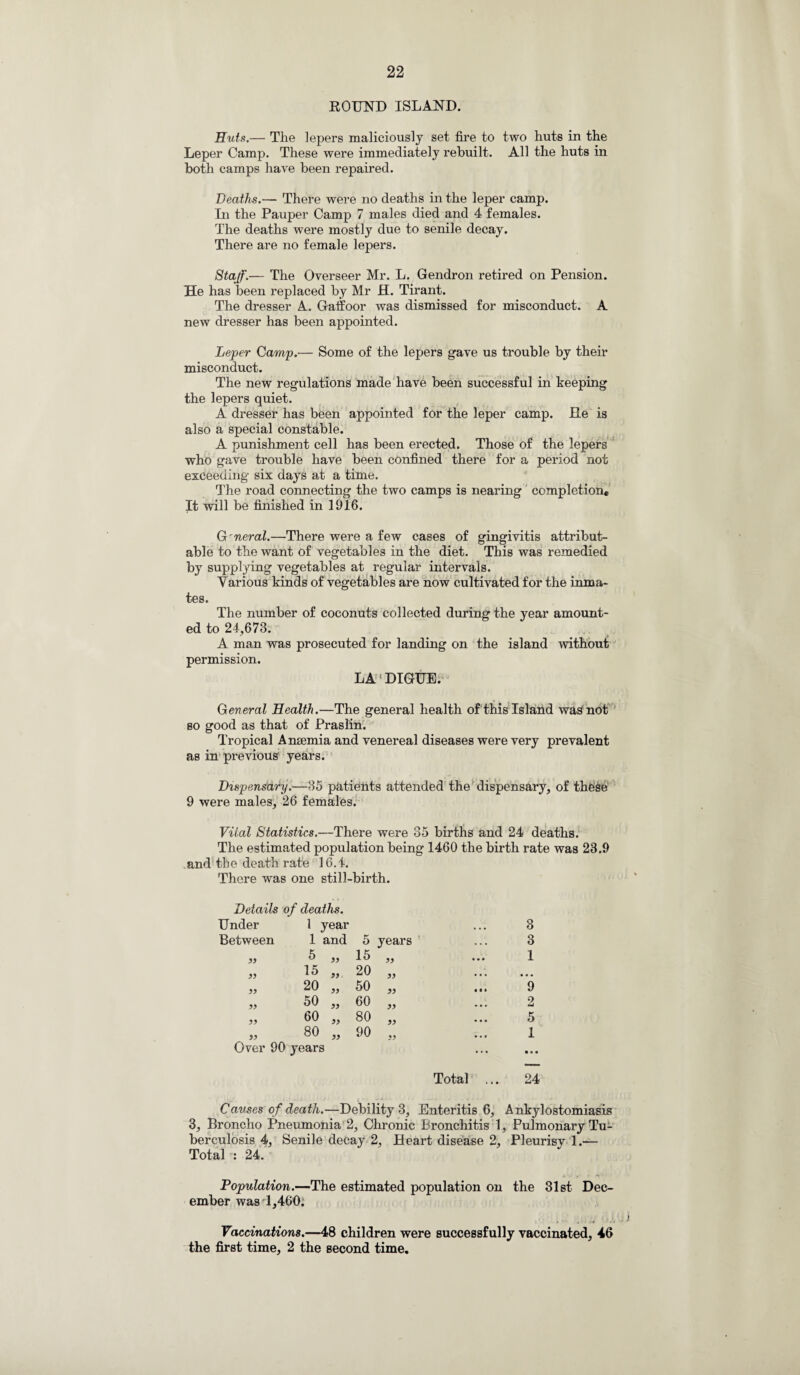 22
ROUND ISLAND.
Huts.— The lepers maliciously set fire to two huts in the
Leper Camp. These were immediately rebuilt. All the huts in
both camps have been repaired.
Deaths.— There were no deaths in the leper camp.
In the Pauper Camp 7 males died and 4 females.
The deaths were mostly due to senile decay.
There are no female lepers.
Staff.— The Overseer Mr. L. Gendron retired on Pension.
He has been replaced by Mr H. Tirant.
The dresser A. Gaffoor was dismissed for misconduct. A
new dresser has been appointed.
Leper Camp.— Some of the lepers gave us trouble by their
misconduct.
The new regulations made have been successful in keeping
the lepers quiet.
A dresser has been appointed for the leper camp. He is
also a special constable.
A punishment cell has been erected. Those of the lepers
who gave trouble have been confined there for a period not
exceeding six days at a time.
The road connecting the two camps is nearing completion.
It will be finished in 1916.
General.—There were a few cases of gingivitis attribut-
able to the want of vegetables in the diet. This was remedied
by supplying vegetables at regular intervals.
Various kinds of vegetables are now cultivated for the inma-
tes.
The number of coconuts collected during the year amount-
ed to 24,673.
A man was prosecuted for landing on the island without
permission.
LA DIGUE.
General Health.—The general health of this Island was not
so good as that of Praslin.
Tropical Anæmia and venereal diseases were very prevalent
as in previous years.
Dispensary.—35 patients attended the dispensary, of these
9 were males, 26 females.
Vital Statistics.—There were 35 births and 24 deaths.
The estimated population being 1460 the birth rate was 23.9
and the death rate 16.4.
There was one still-birth.
Details of deaths.
Under 1 year ... 3
Between 1 and 5 years ... 3
„ 5 „ 15 „ ... 1
„ 15 „ 20 „ ... ...
„ 20 „ 50 „ ... 9
„ 50 „ 60 „ ... 2
„ 60 „ 80 „ ... 5
„ 80 „ 90 „ ... 1
Over 90 years ... ...
Total ... 24
Causes of death.—Debility 3, Enteritis 6, Ankylostomiasis
3, Broncho Pneumonia 2, Chronic Bronchitis 1, Pulmonary Tu-
berculosis 4, Senile decay 2, Heart disease 2, Pleurisy 1.—
Total : 24.
Population.—The estimated population on the 31st Dec-
ember was 1,460.
Vaccinations.—48 children were successfully vaccinated, 46
the first time, 2 the second time.